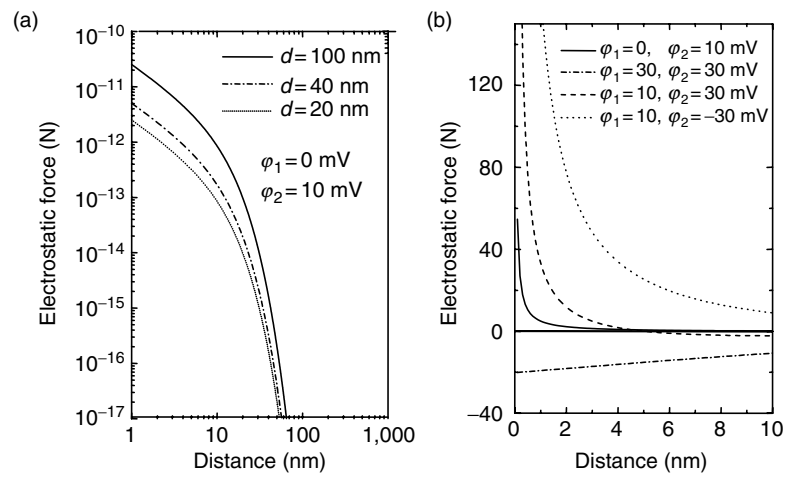 (a)
Electrostatic force (N)
10⁻¹⁰
10⁻¹¹
10⁻¹²
10⁻¹³
10⁻¹⁴
10⁻¹⁵
10⁻¹⁶
10⁻¹⁷
d = 100 nm
d = 40 nm
d = 20 nm
φ₁ = 0 mV
φ₂ = 10 mV
1 10 100 1,000
Distance (nm)
(b)
Electrostatic force (N)
120
80
40
0
−40
φ₁ = 0, φ₂ = 10 mV
φ₁ = 30, φ₂ = 30 mV
φ₁ = 10, φ₂ = 30 mV
φ₁ = 10, φ₂ = −30 mV
0 2 4 6 8 10
Distance (nm)